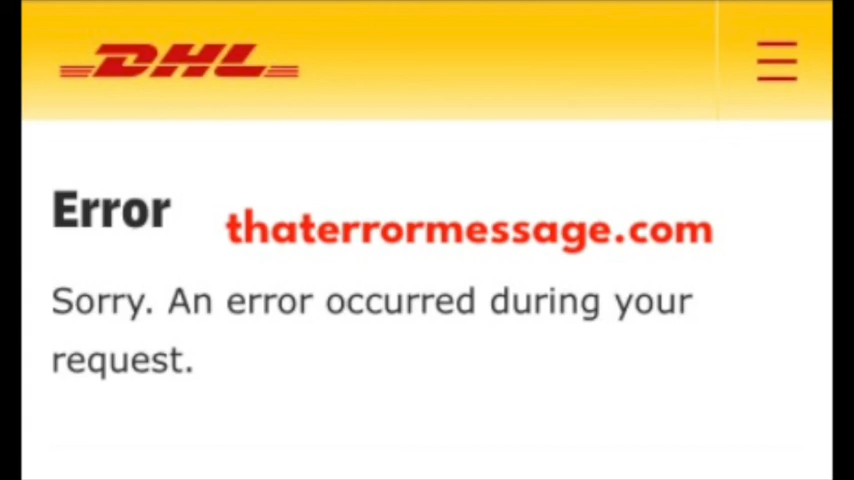 DHL
Error
thaterrormessage.com
Sorry. An error occurred during your
request.